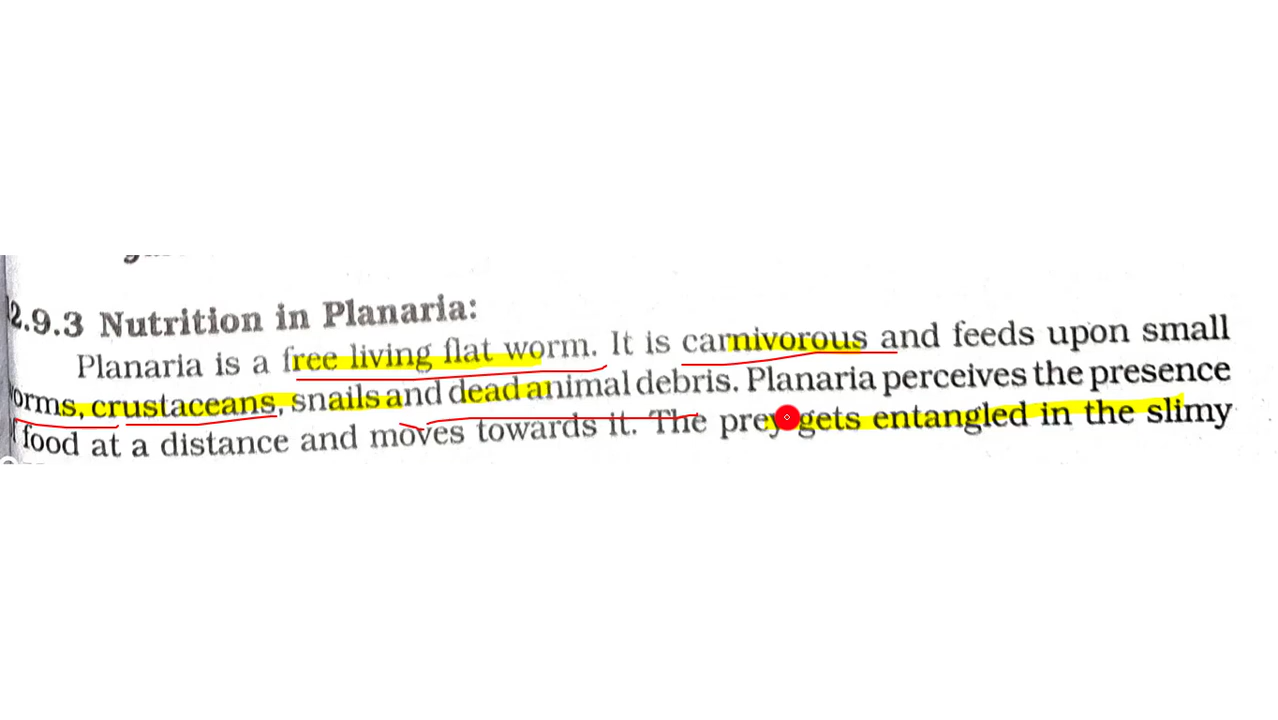 2.9.3 Nutrition in Planaria:
Planaria is a free living flat worm. It is carnivorous and feeds upon small
orms, crustaceans, snails and dead animal debris. Planaria perceives the presence
food at a distance and moves towards it. The prey gets entangled in the slimy